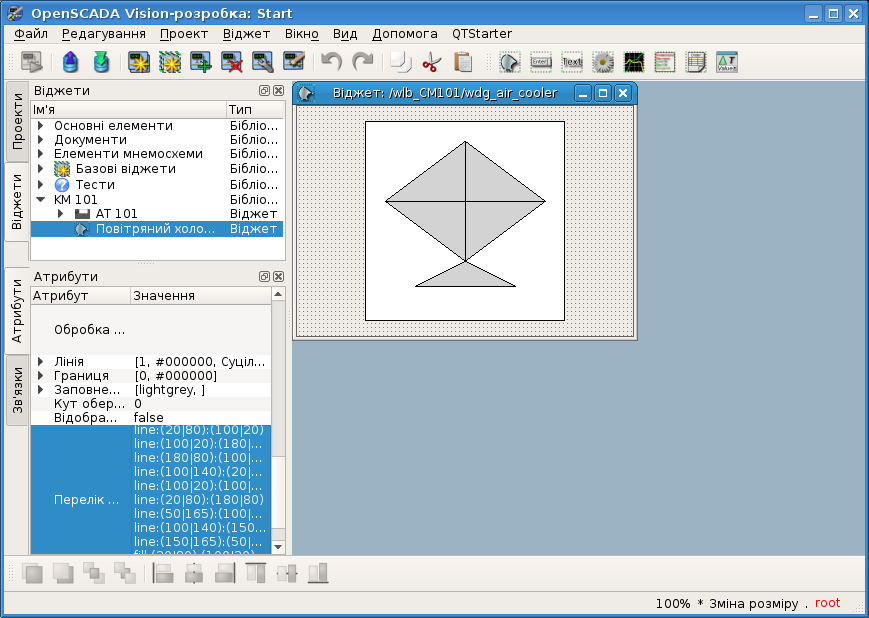 OpenSCADA Vision-розробка: Start
Файл Редагування Проект Віджет Вікно Вид Допомога QTStarter
Проекти
Віджети
Віджети
Ім'я Тип
Основні елементи Бібліо...
Документи Бібліо...
Елементи мнемосхеми Бібліо...
Базові віджети Бібліо...
Тести Бібліо...
КМ 101 Бібліо...
АТ 101 Віджет
Повітряний холо... Віджет
Атрибути
Зв'язки
Атрибути
Атрибут Значення
Обробка ...
Лінія [1, #000000, Суціл...
Границя [0, #000000]
Заповне... [lightgrey, ]
Кут обер... 0
Відобра... false
Перелік ...
line:(20|80):(100|20)
line:(100|20):(180|...
line:(180|80):(100|...
line:(100|140):(20|...
line:(100|20):(100|...
line:(20|80):(180|80)
line:(50|165):(100|...
line:(100|140):(150...
line:(150|165):(50|...
fill:(20|80):(100|20)...
Віджет: /wlb_CM101/wdg_air_cooler
100% * Зміна розміру . root